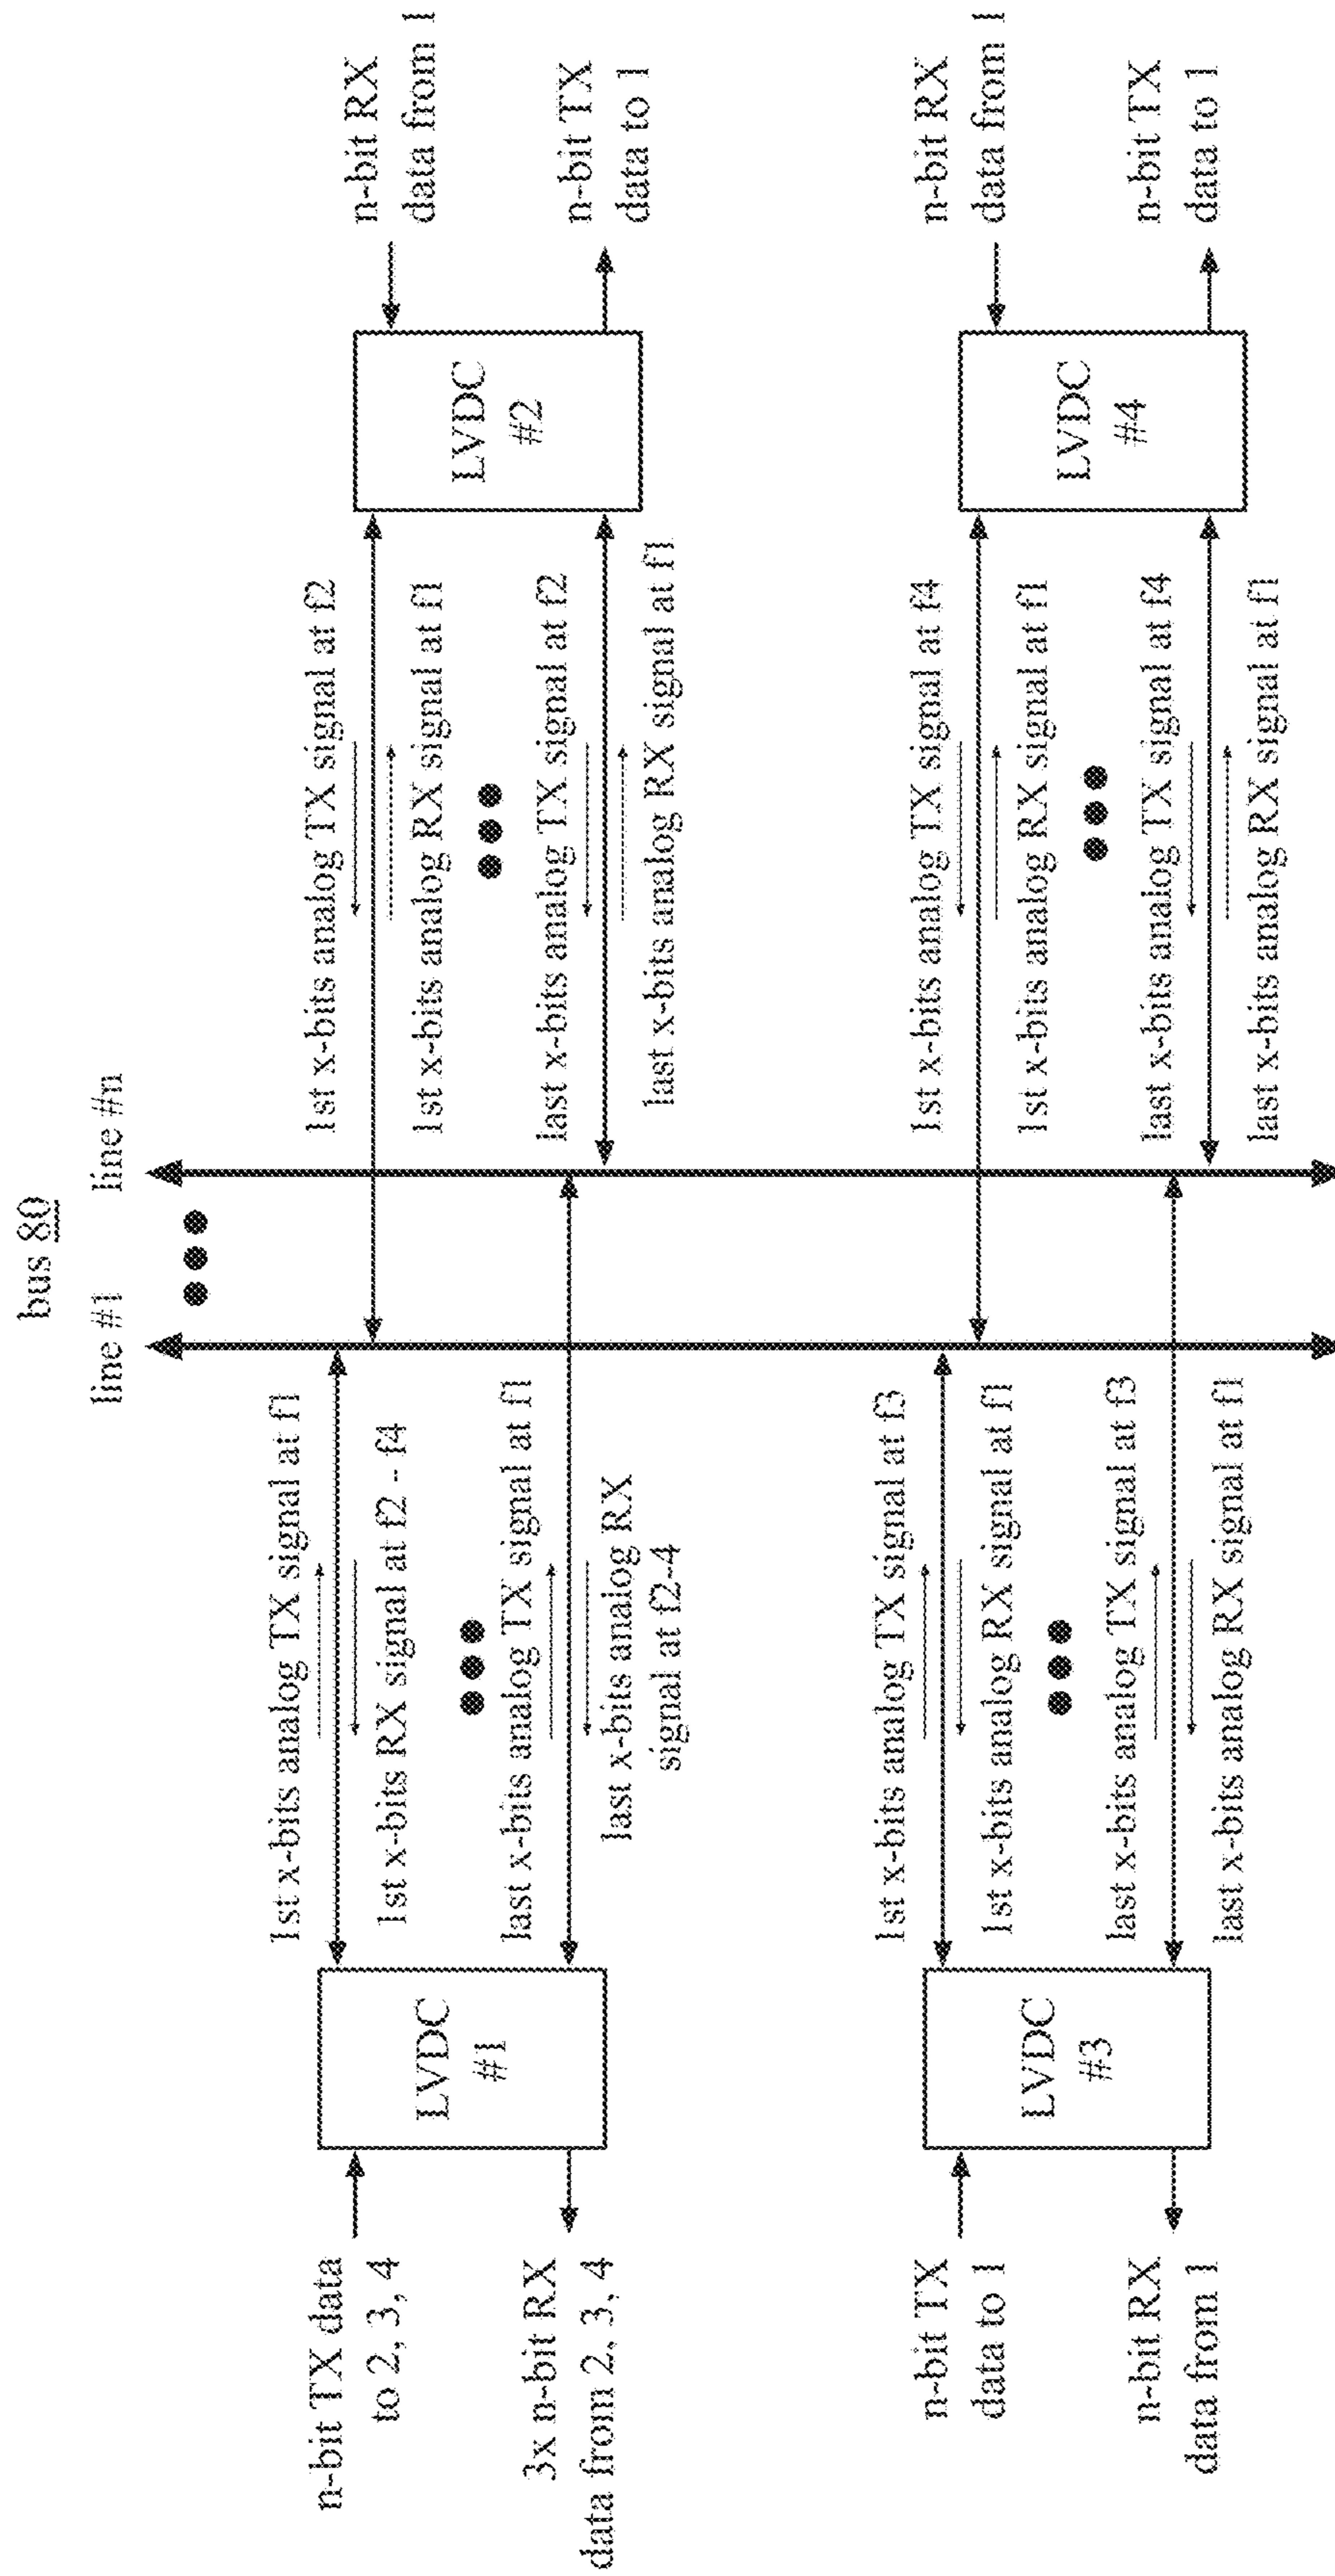 bus 80
line #1
line #n
n-bit TX data
to 2, 3, 4
3x n-bit RX
data from 2, 3, 4
LVDC
#1
1st x-bits analog TX signal at f1
1st x-bits RX signal at f2 - f4
last x-bits analog TX signal at f1
last x-bits analog RX
signal at f2-4
1st x-bits analog TX signal at f2
1st x-bits analog RX signal at f1
last x-bits analog TX signal at f2
last x-bits analog RX signal at f1
LVDC
#2
n-bit RX
data from 1
n-bit TX
data to 1
n-bit TX
data to 1
n-bit RX
data from 1
LVDC
#3
1st x-bits analog TX signal at f3
1st x-bits analog RX signal at f1
last x-bits analog TX signal at f3
last x-bits analog RX signal at f1
1st x-bits analog TX signal at f4
1st x-bits analog RX signal at f1
last x-bits analog TX signal at f4
last x-bits analog RX signal at f1
LVDC
#4
n-bit RX
data from 1
n-bit TX
data to 1